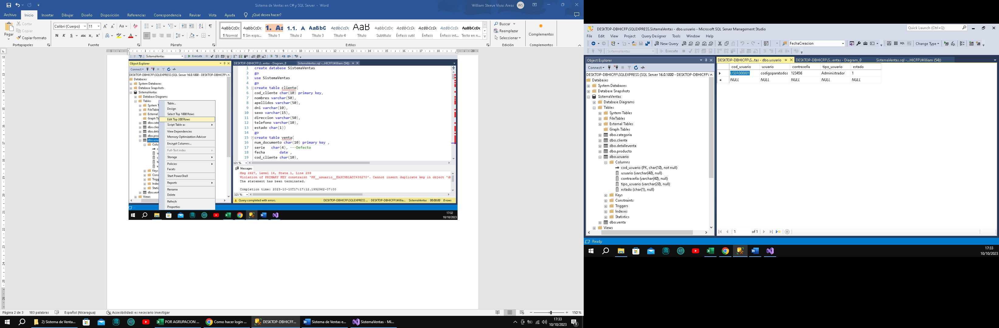 Sistema de Ventas en C# y SQL Server - Word
William Steeve Vivas Areas
WS
Archivo Inicio Insertar Dibujar Diseño Disposición Referencias Correspondencia Revisar Vista Ayuda ¿Qué desea hacer?
Pegar
Cortar
Copiar
Copiar formato
Portapapeles
Calibri (Cuerpo) 11
Fuente
Párrafo
AaBbCcDc AaBbCcDc 1. Aa 1.1. A AaBbC AaBbCcDc AaB AaBbCcD AaBbCcDc AaBbCcDc AaBbCcDc AaBbCcDc
¶ Normal ¶ Sin espa... Título 1 Título 2 Título 3 Título 4 Título Subtítulo Énfasis sutil Énfasis Énfasis int... Texto en n...
Estilos
Buscar
Reemplazar
Seleccionar
Edición
Complementos
Complementos
SistemaVentas Execute
Object Explorer
Connect
DESKTOP-DBHICFF\SQLEXPRESS (SQL Server 16.0.1000 - DESKTOP-DBHICFF\
Databases
System Databases
Database Snapshots
SistemaVentas
Database Diagrams
Tables
System T
FileTable
External
Graph Ta
dbo.cate
dbo.clier
dbo.deta
dbo.proc
dbo.usua
Colu
Keys
Cons
Trigg
Index
Statis
dbo.vent
Views
Table...
Design
Select Top 1000 Rows
Edit Top 200 Rows
Script Table as
View Dependencies
Memory Optimization Advisor
Encrypt Columns...
Full-Text index
Storage
Policies
Facets
Start PowerShell
Reports
Rename
Delete
Refresh
Properties
DESKTOP-DBHICFF\S...entas - Diagram_0 SistemaVentas.sql -...HICFF\William (54))
1 create database SistemaVentas
2 go
3 use SistemaVentas
4 go
5 create table cliente(
6 cod_cliente char(10) primary key,
7 nombres varchar(50),
8 apellidos varchar(50),
9 dni varchar(10),
10 sexo varchar(15),
11 direccion varchar(50),
12 telefono varchar(10),
13 estado char(1))
14 go
15 create table venta(
16 num_documento char(10) primary key ,
17 serie char(4), ---Defecto
18 fecha date ,
19 cod_cliente char(10),
121 %
Messages
Msg 2627, Level 14, State 1, Line 259
Violation of PRIMARY KEY constraint 'PK__usuario__EA3C9B1ACC435270'. Cannot insert duplicate key in object 'd
The statement has been terminated.
Completion time: 2023-10-10T17:17:12.1992962-07:00
121 %
Query completed with errors. DESKTOP-DBHICFF\SQLEXPRESS ... DESKTOP-DBHICFF\Willia... SistemaVentas 00:00:00 0 rows
17:32
10/10/2023
Página 2 de 3 183 palabras Español (Nicaragua) Accesibilidad: es necesario investigar 150 %
2) Sistema de Venta... POR AGRUPACION ... Como hacer login ... DESKTOP-DBHICFF... Sistema de Ventas e... SistemaVentas - Mi...
17:33
10/10/2023
3
DESKTOP-DBHICFF\SQLEXPRESS.SistemaVentas - dbo.usuario - Microsoft SQL Server Management Studio
Quick Launch (Ctrl+Q)
File Edit View Project Query Designer Tools Window Help
New Query FechaCreacion Change Type
SistemaVentas Execute
Object Explorer
Connect
DESKTOP-DBHICFF\SQLEXPRESS (SQL Server 16.0.1000 - DESKTOP-DBHICFF\
Databases
System Databases
Database Snapshots
SistemaVentas
Database Diagrams
Tables
System Tables
FileTables
External Tables
Graph Tables
dbo.categoria
dbo.cliente
dbo.detalleventa
dbo.producto
dbo.usuario
Columns
cod_usuario (PK, char(10), not null)
usuario (varchar(40), null)
contraseña (varchar(40), null)
tipo_usuario (varchar(20), null)
estado (char(1), null)
Keys
Constraints
Triggers
Indexes
Statistics
dbo.venta
Views
DESKTOP-DBHICFF\S...tas - dbo.usuario DESKTOP-DBHICFF\S...entas - Diagram_0 SistemaVentas.sql -...HICFF\William (54))
cod_usuario usuario contraseña tipo_usuario estado
USER000001 codigoparatodos 123456 Administrador 1
NULL NULL NULL NULL NULL
1 of 1
Ready
17:33
10/10/2023